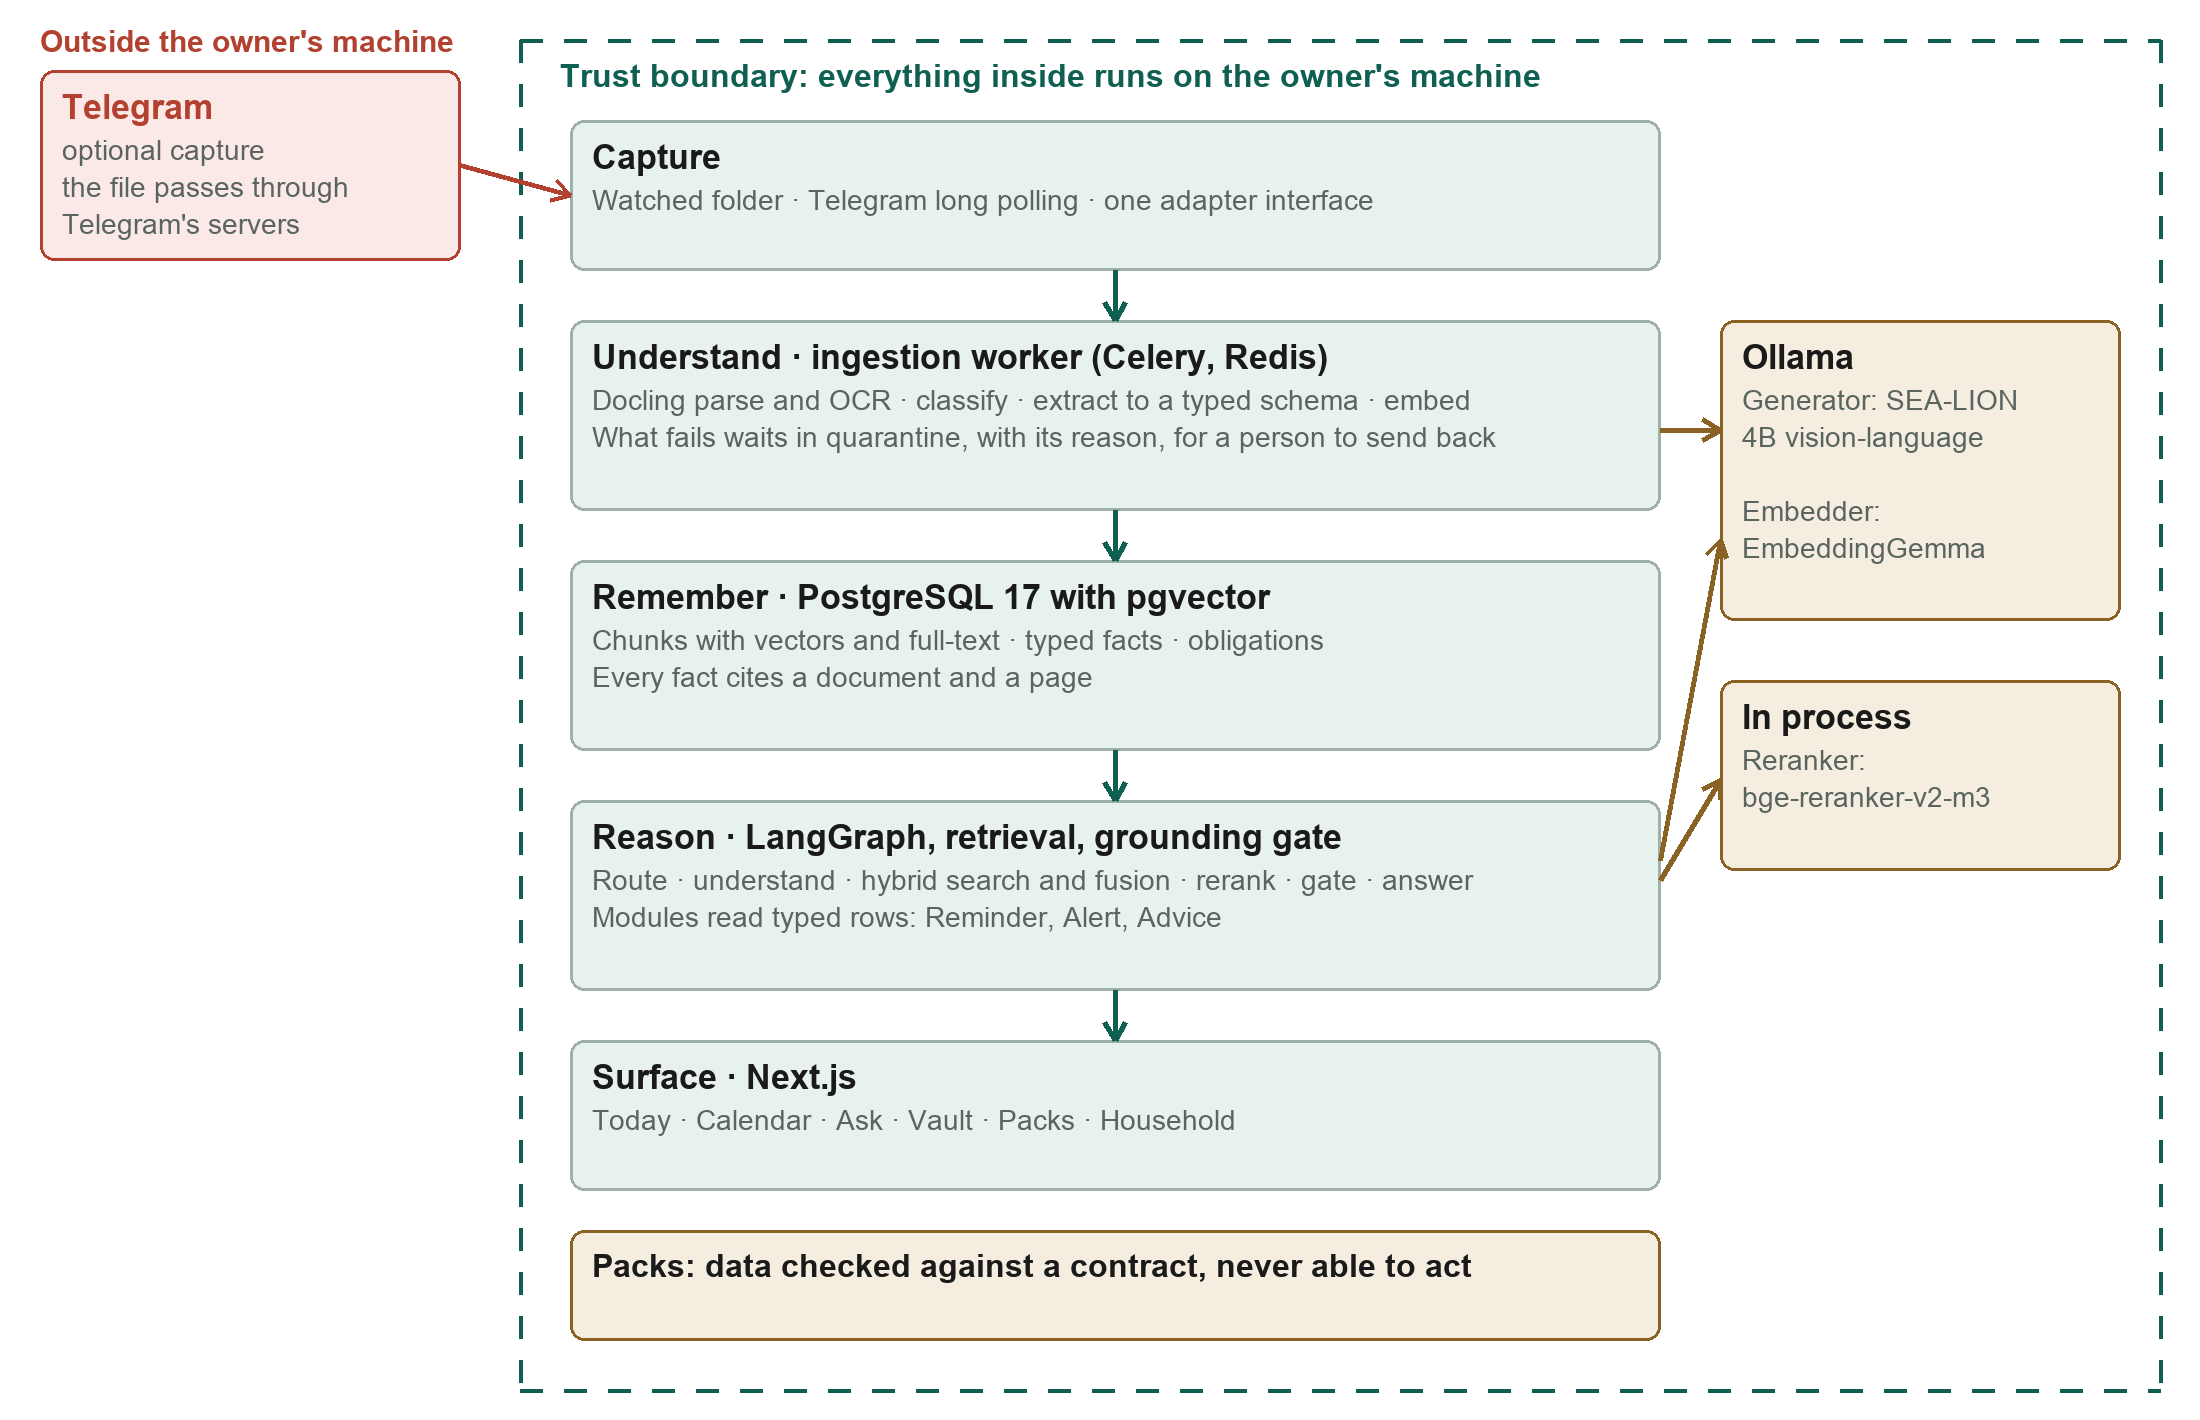 Outside the owner's machine
Telegram
optional capture
the file passes through
Telegram's servers
Trust boundary: everything inside runs on the owner's machine
Capture
Watched folder · Telegram long polling · one adapter interface
Understand · ingestion worker (Celery, Redis)
Docling parse and OCR · classify · extract to a typed schema · embed
What fails waits in quarantine, with its reason, for a person to send back
Ollama
Generator: SEA-LION
4B vision-language
Embedder:
EmbeddingGemma
Remember · PostgreSQL 17 with pgvector
Chunks with vectors and full-text · typed facts · obligations
Every fact cites a document and a page
In process
Reranker:
bge-reranker-v2-m3
Reason · LangGraph, retrieval, grounding gate
Route · understand · hybrid search and fusion · rerank · gate · answer
Modules read typed rows: Reminder, Alert, Advice
Surface · Next.js
Today · Calendar · Ask · Vault · Packs · Household
Packs: data checked against a contract, never able to act